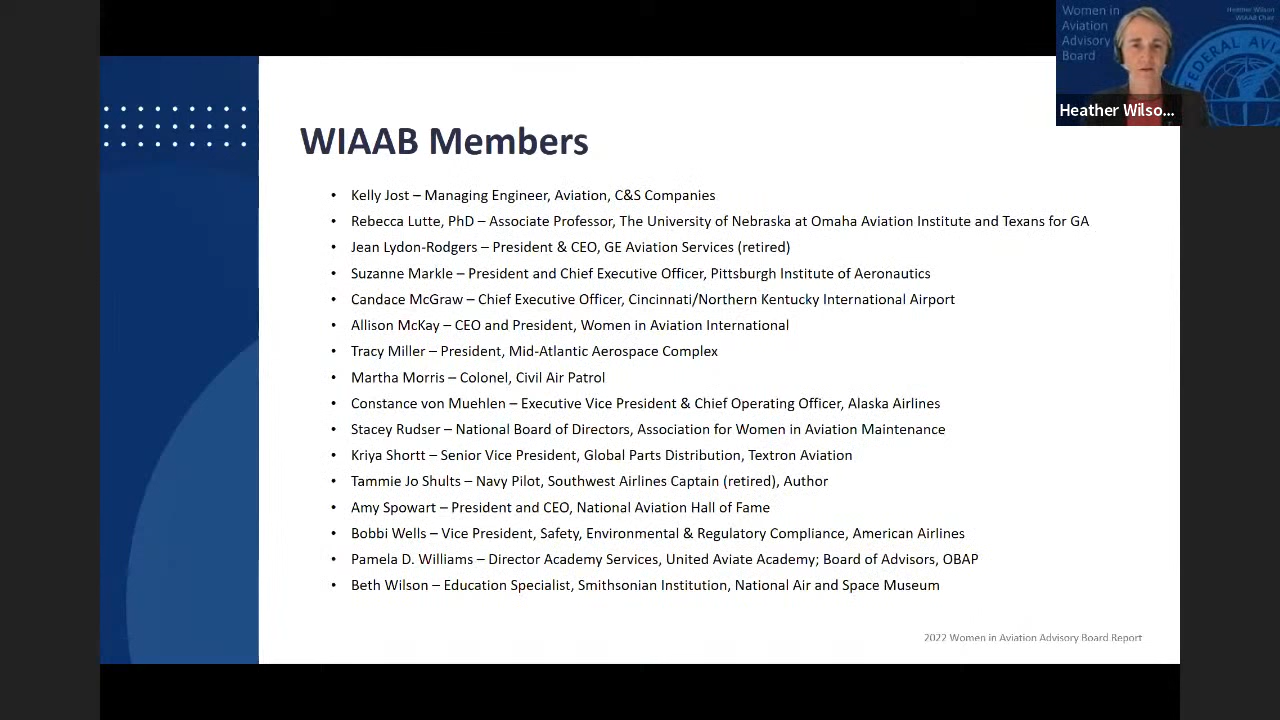 Women in
Aviation
Advisory
Board
Heather Wilson
WIAAB Chair
FEDERAL AVI
Heather Wilso...
WIAAB Members
• Kelly Jost – Managing Engineer, Aviation, C&S Companies
• Rebecca Lutte, PhD – Associate Professor, The University of Nebraska at Omaha Aviation Institute and Texans for GA
• Jean Lydon-Rodgers – President & CEO, GE Aviation Services (retired)
• Suzanne Markle – President and Chief Executive Officer, Pittsburgh Institute of Aeronautics
• Candace McGraw – Chief Executive Officer, Cincinnati/Northern Kentucky International Airport
• Allison McKay – CEO and President, Women in Aviation International
• Tracy Miller – President, Mid-Atlantic Aerospace Complex
• Martha Morris – Colonel, Civil Air Patrol
• Constance von Muehlen – Executive Vice President & Chief Operating Officer, Alaska Airlines
• Stacey Rudser – National Board of Directors, Association for Women in Aviation Maintenance
• Kriya Shortt – Senior Vice President, Global Parts Distribution, Textron Aviation
• Tammie Jo Shults – Navy Pilot, Southwest Airlines Captain (retired), Author
• Amy Spowart – President and CEO, National Aviation Hall of Fame
• Bobbi Wells – Vice President, Safety, Environmental & Regulatory Compliance, American Airlines
• Pamela D. Williams – Director Academy Services, United Aviate Academy; Board of Advisors, OBAP
• Beth Wilson – Education Specialist, Smithsonian Institution, National Air and Space Museum
2022 Women in Aviation Advisory Board Report